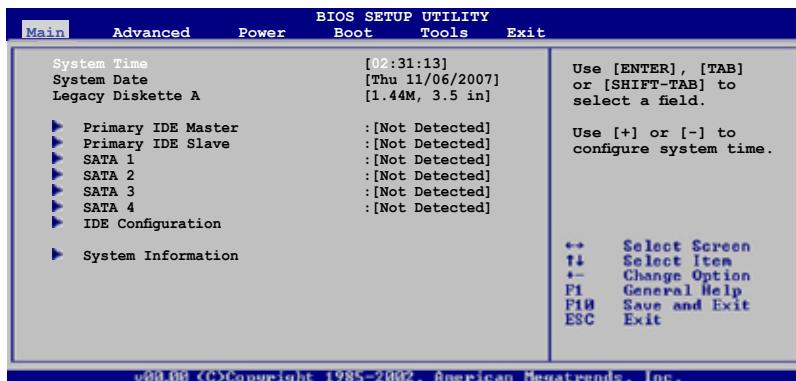 BIOS SETUP UTILITY
Main Advanced Power Boot Tools Exit
System Time [02:31:13]
System Date [Thu 11/06/2007]
Legacy Diskette A [1.44M, 3.5 in]
Primary IDE Master :[Not Detected]
Primary IDE Slave :[Not Detected]
SATA 1 :[Not Detected]
SATA 2 :[Not Detected]
SATA 3 :[Not Detected]
SATA 4 :[Not Detected]
IDE Configuration
System Information
Use [ENTER], [TAB]
or [SHIFT-TAB] to
select a field.
Use [+] or [-] to
configure system time.
↔ Select Screen
↑↓ Select Item
+- Change Option
F1 General Help
F10 Save and Exit
ESC Exit
v00.00 (C)Copyright 1985-2002, American Megatrends, Inc.